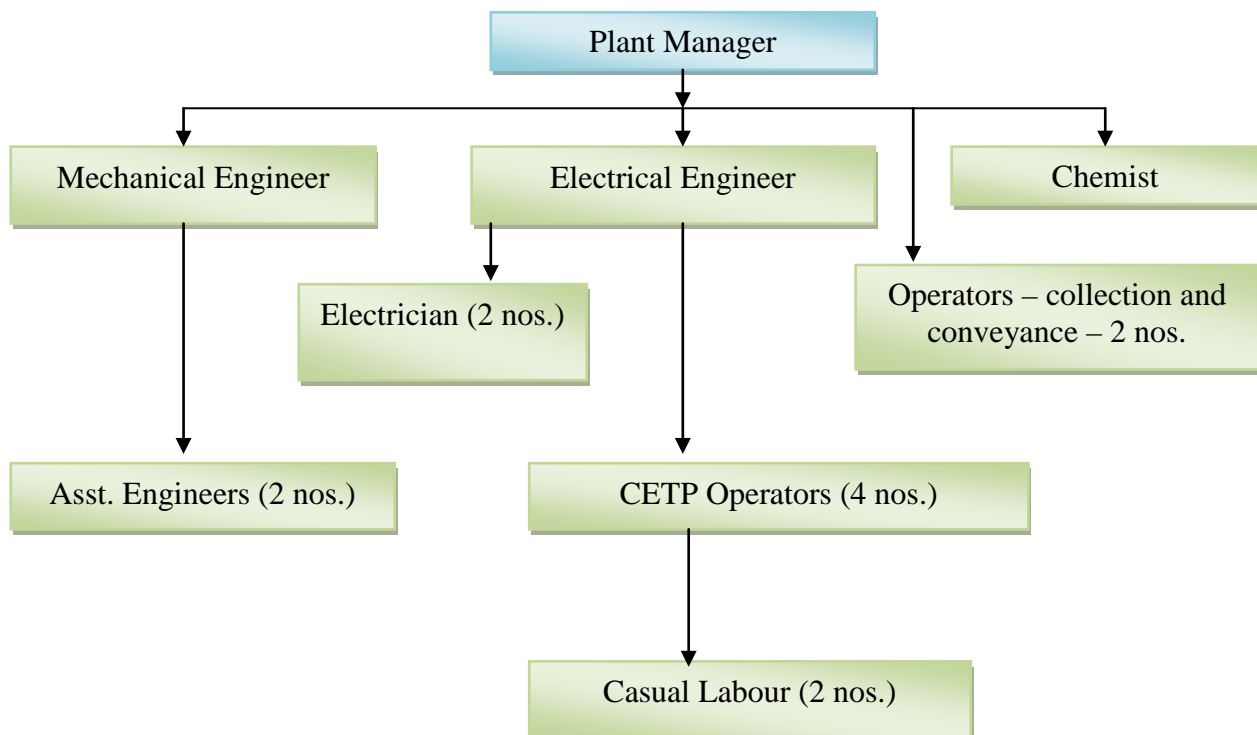 Plant Manager
Mechanical Engineer
Electrical Engineer
Chemist
Electrician (2 nos.)
Operators – collection and
conveyance – 2 nos.
Asst. Engineers (2 nos.)
CETP Operators (4 nos.)
Casual Labour (2 nos.)